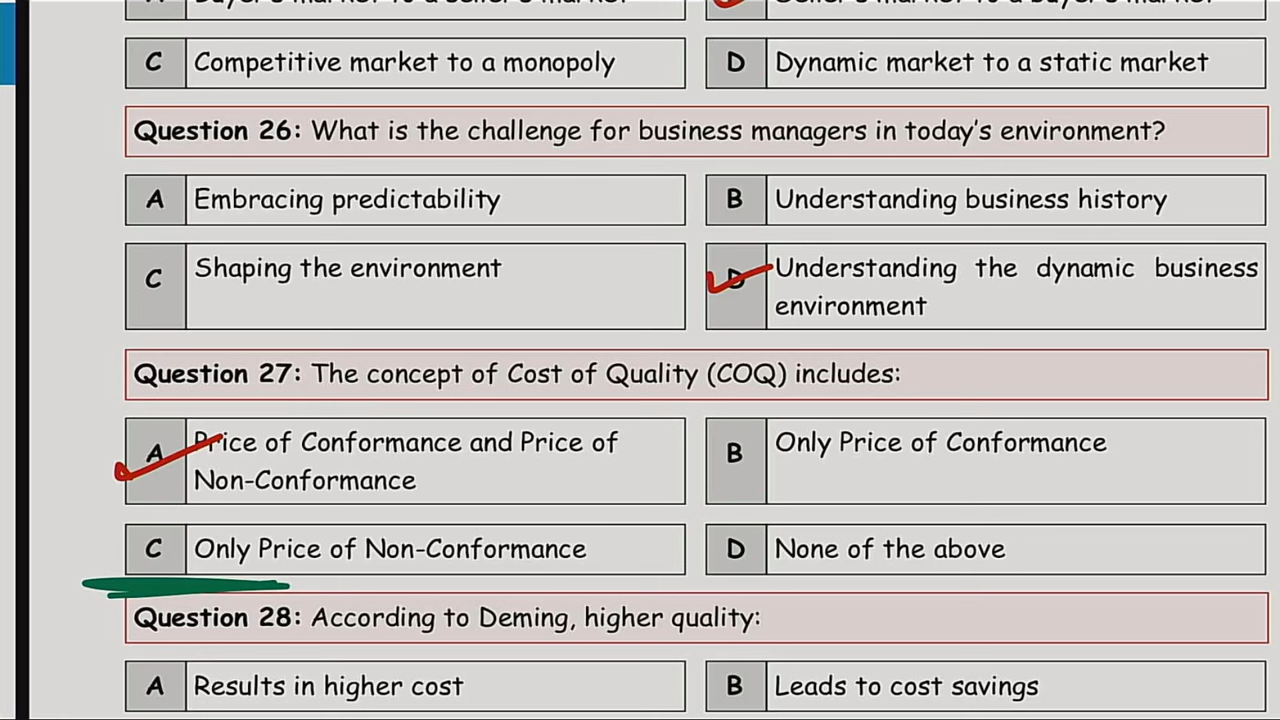 C Competitive market to a monopoly
D Dynamic market to a static market
Question 26: What is the challenge for business managers in today's environment?
A Embracing predictability
B Understanding business history
C Shaping the environment
D Understanding the dynamic business
environment
Question 27: The concept of Cost of Quality (COQ) includes:
A Price of Conformance and Price of
Non-Conformance
B Only Price of Conformance
C Only Price of Non-Conformance
D None of the above
Question 28: According to Deming, higher quality:
A Results in higher cost
B Leads to cost savings